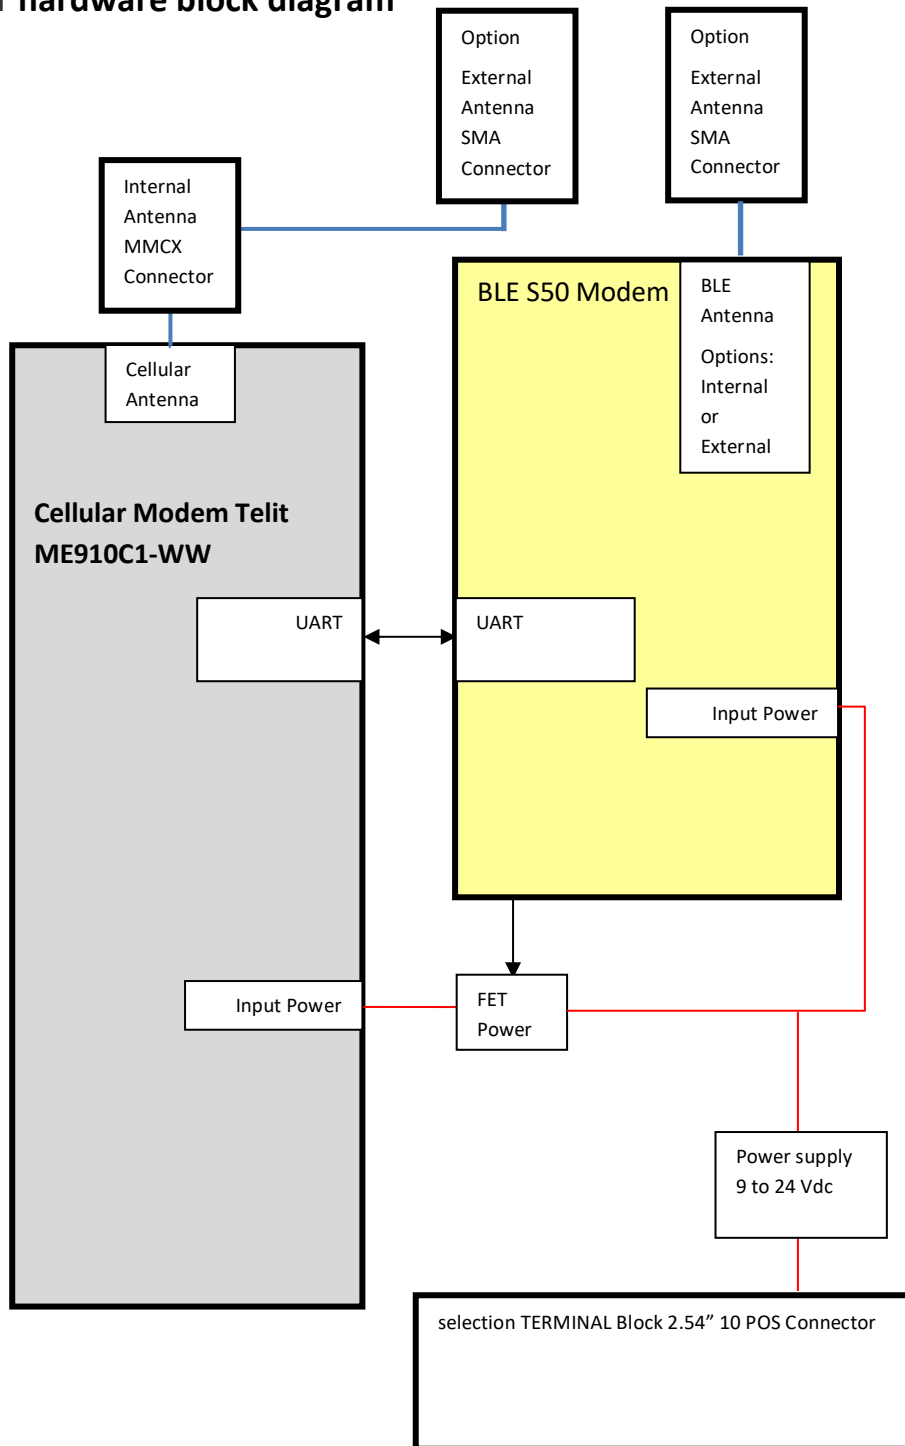 hardware block diagram
Option
External
Antenna
SMA
Connector
Option
External
Antenna
SMA
Connector
Internal
Antenna
MMCX
Connector
BLE S50 Modem
BLE
Antenna
Options:
Internal
or
External
Cellular
Antenna
Cellular Modem Telit
ME910C1-WW
UART
UART
Input Power
Input Power
FET
Power
Power supply
9 to 24 Vdc
selection TERMINAL Block 2.54” 10 POS Connector